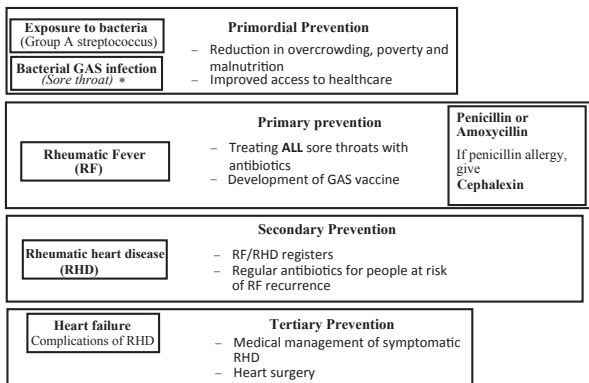 Exposure to bacteria
(Group A streptococcus)
Bacterial GAS infection
(Sore throat) *
Primordial Prevention
– Reduction in overcrowding, poverty and
malnutrition
– Improved access to healthcare
Rheumatic Fever
(RF)
Primary prevention
– Treating ALL sore throats with
antibiotics
– Development of GAS vaccine
Penicillin or
Amoxycillin
If penicillin allergy,
give
Cephalexin
Rheumatic heart disease
(RHD)
Secondary Prevention
– RF/RHD registers
– Regular antibiotics for people at risk
of RF recurrence
Heart failure
Complications of RHD
Tertiary Prevention
– Medical management of symptomatic
RHD
– Heart surgery